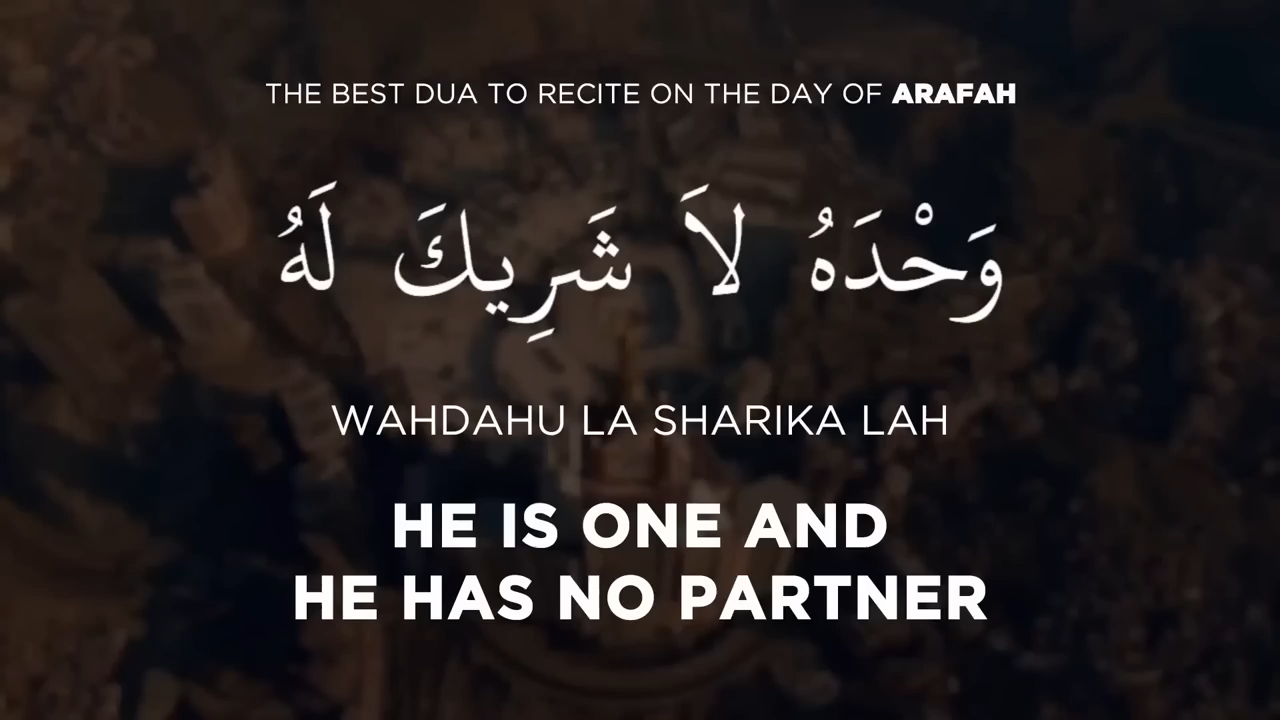 THE BEST DUA TO RECITE ON THE DAY OF ARAFAH
وَحْدَهُ لاَ شَرِيكَ لَهُ
WAHDAHU LA SHARIKA LAH
HE IS ONE AND
HE HAS NO PARTNER